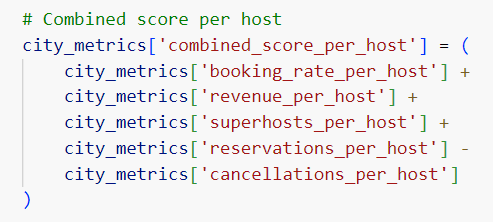 # Combined score per host
city_metrics['combined_score_per_host'] = (
    city_metrics['booking_rate_per_host'] +
    city_metrics['revenue_per_host'] +
    city_metrics['superhosts_per_host'] +
    city_metrics['reservations_per_host'] -
    city_metrics['cancellations_per_host']
)